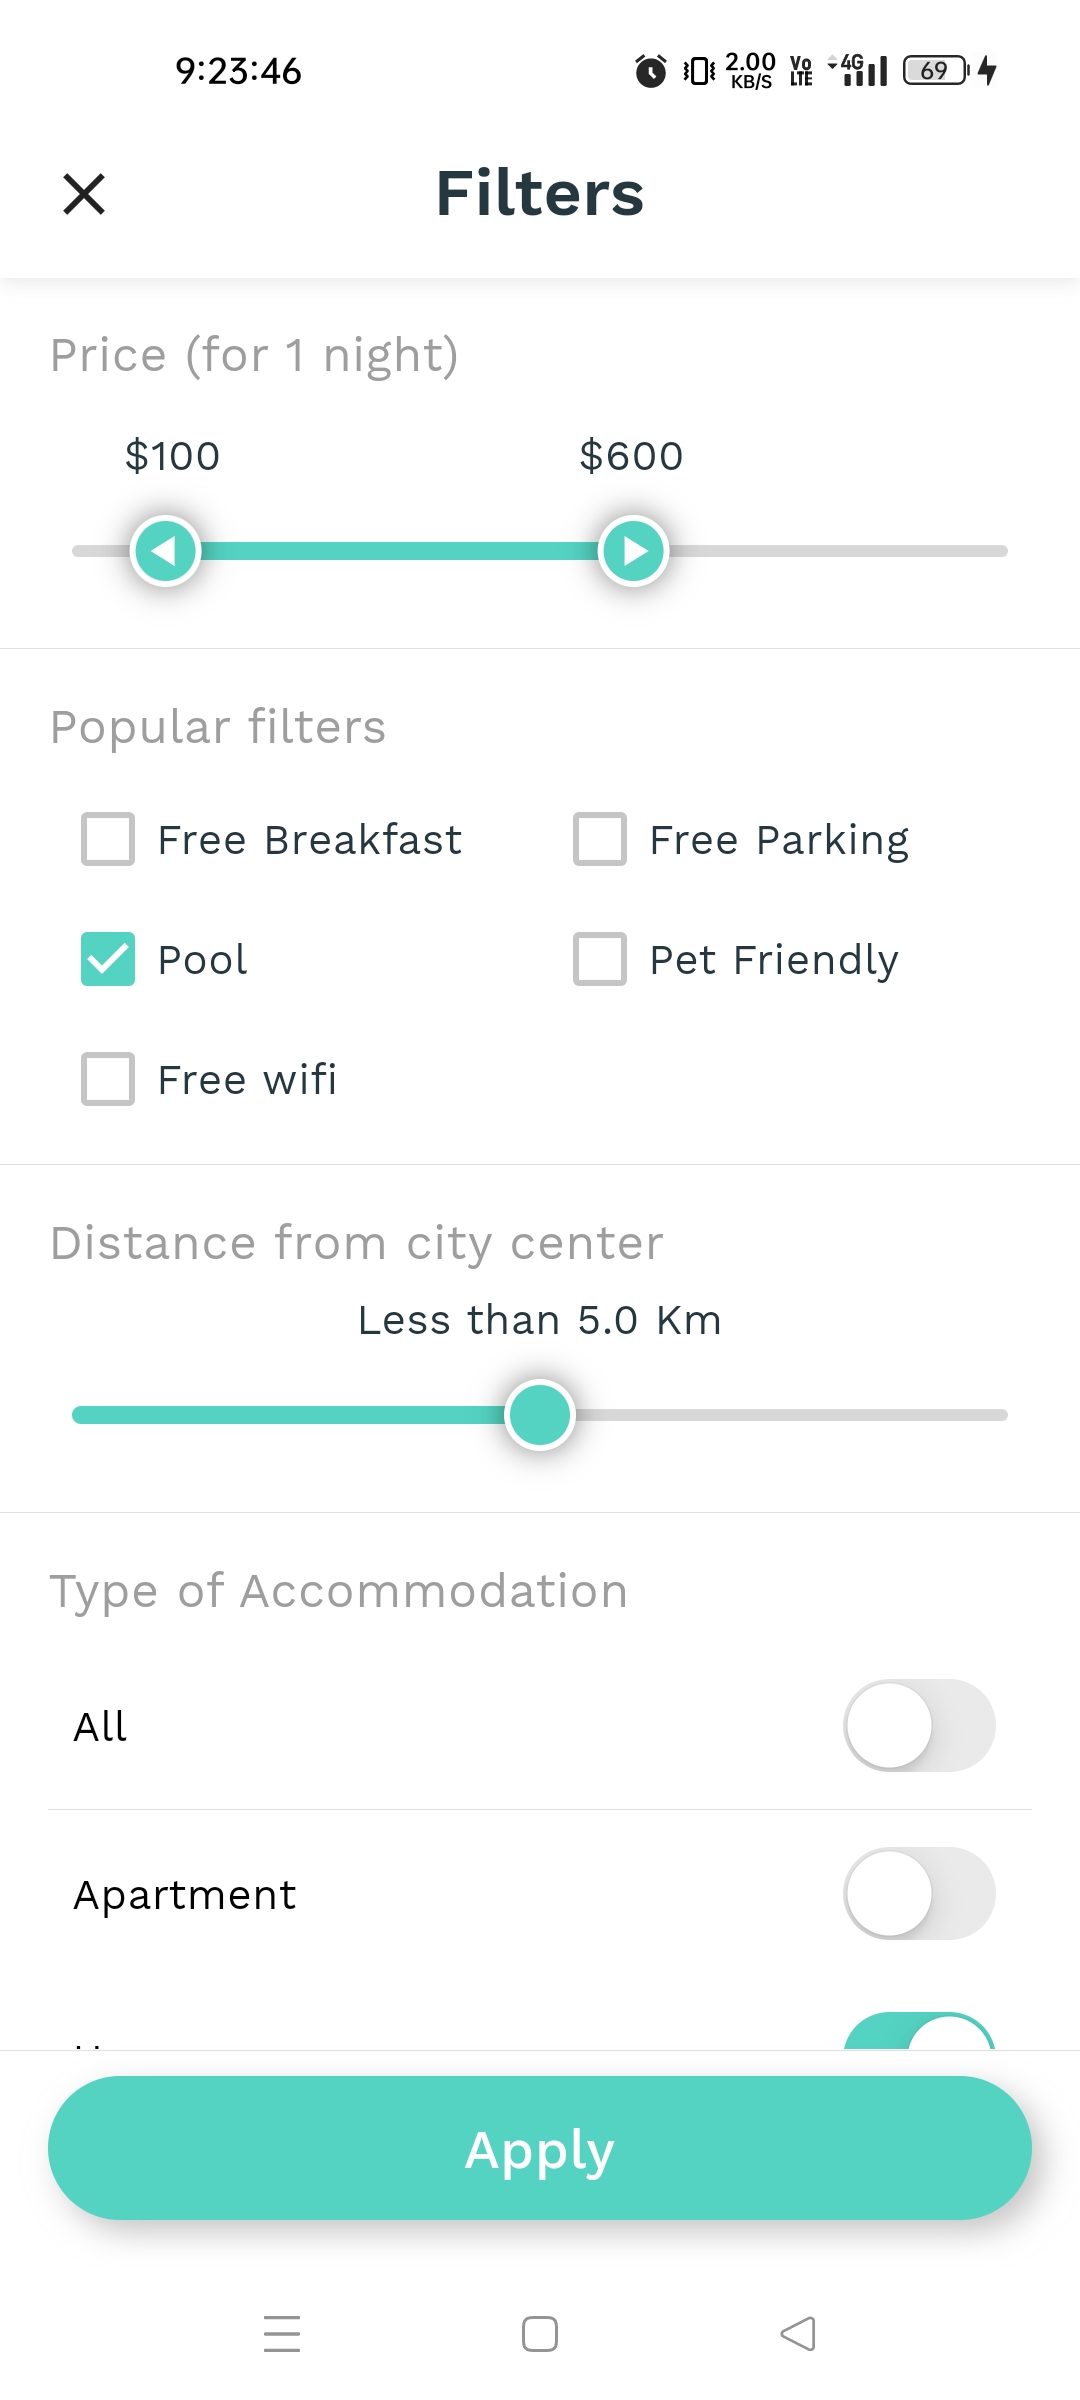 9:23:46 2.00 KB/S Vo LTE 4G 69
Filters
Price (for 1 night)
$100 $600
Popular filters
Free Breakfast Free Parking
Pool Pet Friendly
Free wifi
Distance from city center
Less than 5.0 Km
Type of Accommodation
All
Apartment
Apply